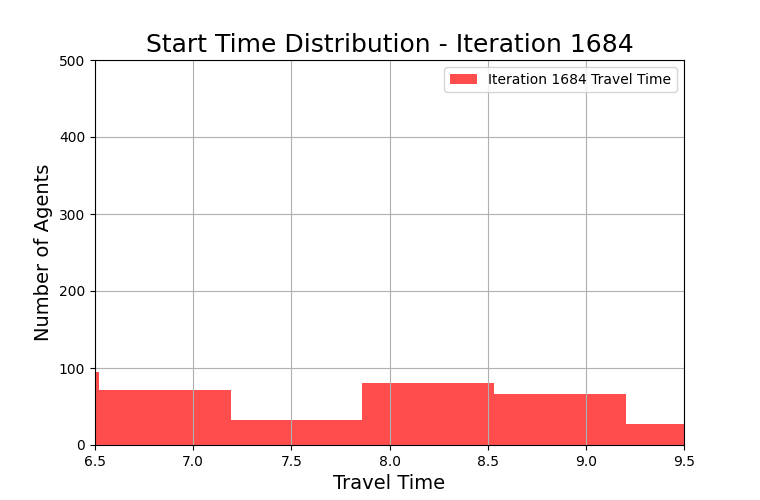 Start Time Distribution - Iteration 1684
Iteration 1684 Travel Time
Number of Agents
500
400
300
200
100
0
6.5 7.0 7.5 8.0 8.5 9.0 9.5
Travel Time